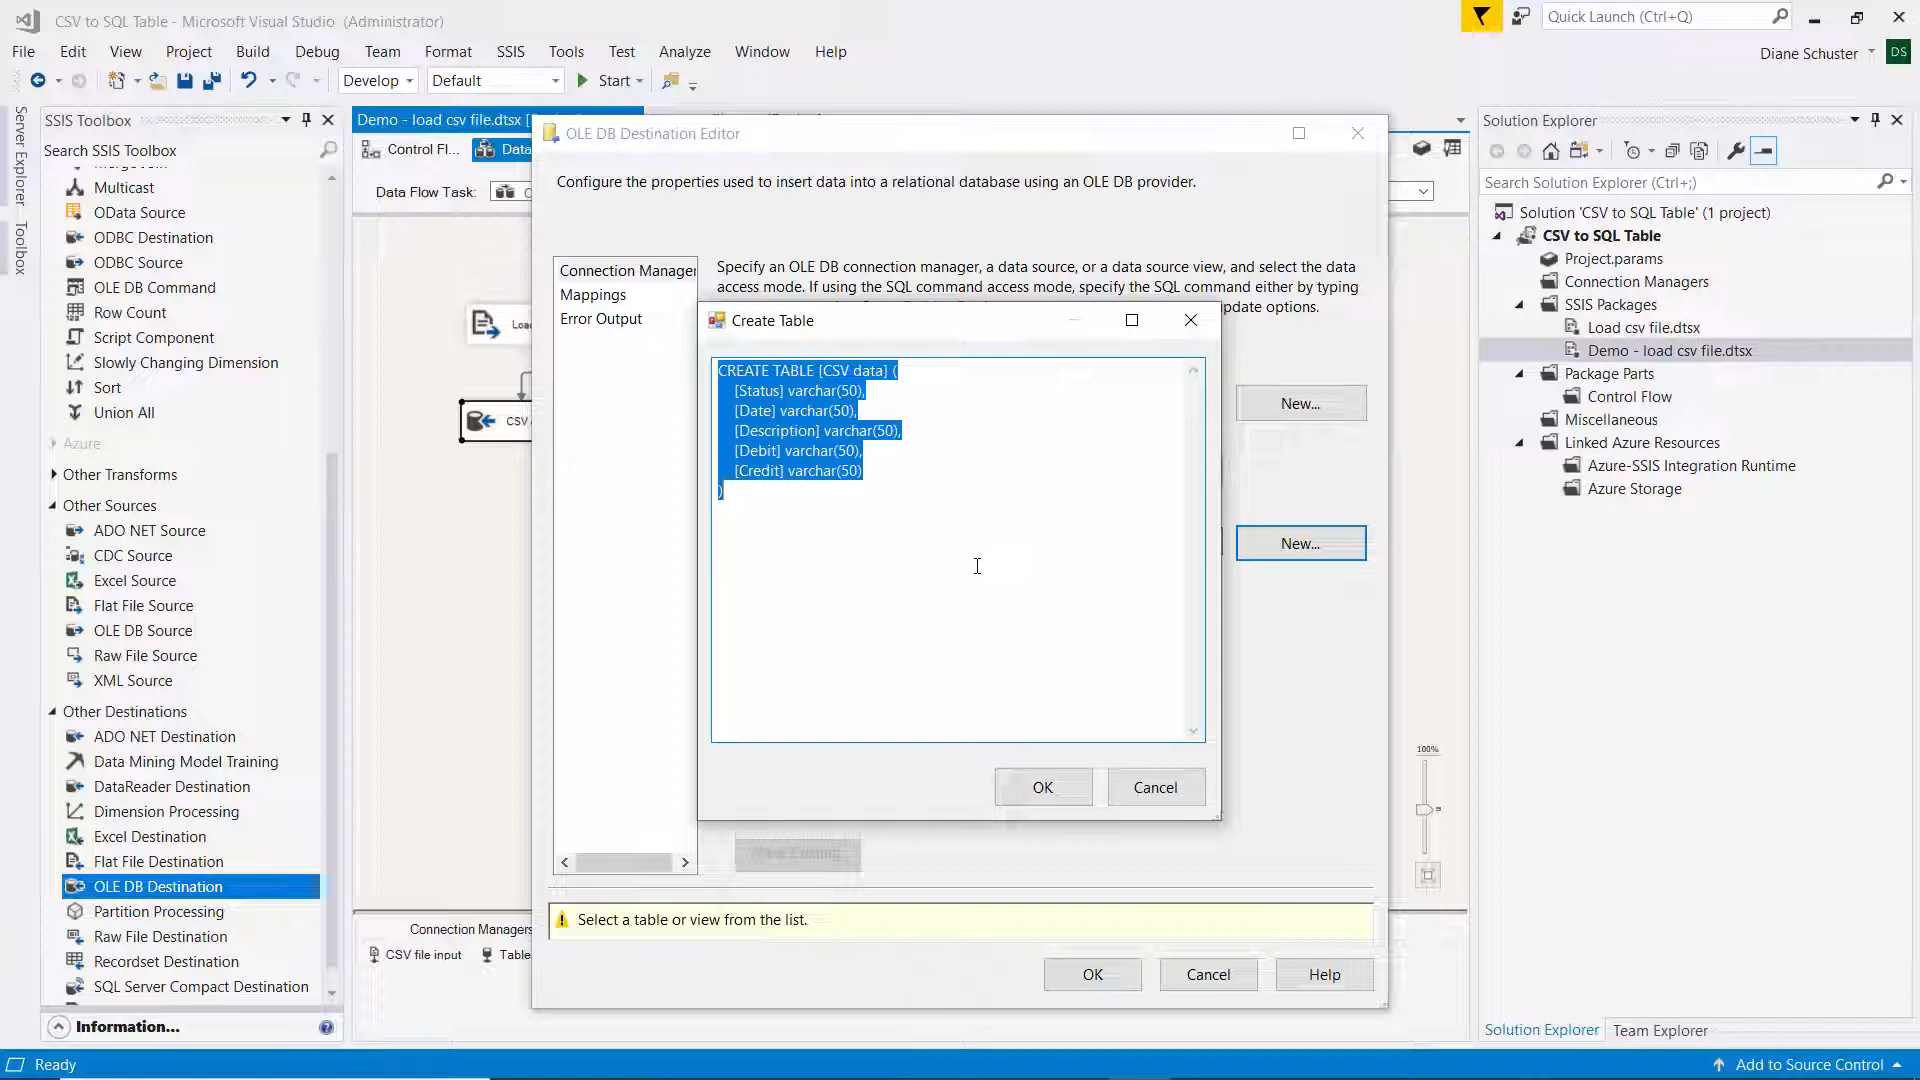 CSV to SQL Table - Microsoft Visual Studio (Administrator)
Quick Launch (Ctrl+Q)
File Edit View Project Build Debug Team Format SSIS Tools Test Analyze Window Help
Diane Schuster DS
Develop Default Start
Server Explorer
Toolbox
SSIS Toolbox
Search SSIS Toolbox
Multicast
OData Source
ODBC Destination
ODBC Source
OLE DB Command
Row Count
Script Component
Slowly Changing Dimension
Sort
Union All
Azure
Other Transforms
Other Sources
ADO NET Source
CDC Source
Excel Source
Flat File Source
OLE DB Source
Raw File Source
XML Source
Other Destinations
ADO NET Destination
Data Mining Model Training
DataReader Destination
Dimension Processing
Excel Destination
Flat File Destination
OLE DB Destination
Partition Processing
Raw File Destination
Recordset Destination
SQL Server Compact Destination
Information...
Demo - load csv file.dtsx [
Control Fl... Data
Data Flow Task:
Loa
CSV
Connection Managers
CSV file input Table
100%
OLE DB Destination Editor
Configure the properties used to insert data into a relational database using an OLE DB provider.
Connection Manager
Mappings
Error Output
Specify an OLE DB connection manager, a data source, or a data source view, and select the data
access mode. If using the SQL command access mode, specify the SQL command either by typing
update options.
New...
New...
Create Table
CREATE TABLE [CSV data] (
[Status] varchar(50),
[Date] varchar(50),
[Description] varchar(50),
[Debit] varchar(50),
[Credit] varchar(50)
)
OK Cancel
Select a table or view from the list.
OK Cancel Help
Solution Explorer
Search Solution Explorer (Ctrl+;)
Solution 'CSV to SQL Table' (1 project)
CSV to SQL Table
Project.params
Connection Managers
SSIS Packages
Load csv file.dtsx
Demo - load csv file.dtsx
Package Parts
Control Flow
Miscellaneous
Linked Azure Resources
Azure-SSIS Integration Runtime
Azure Storage
Solution Explorer Team Explorer
Ready
Add to Source Control